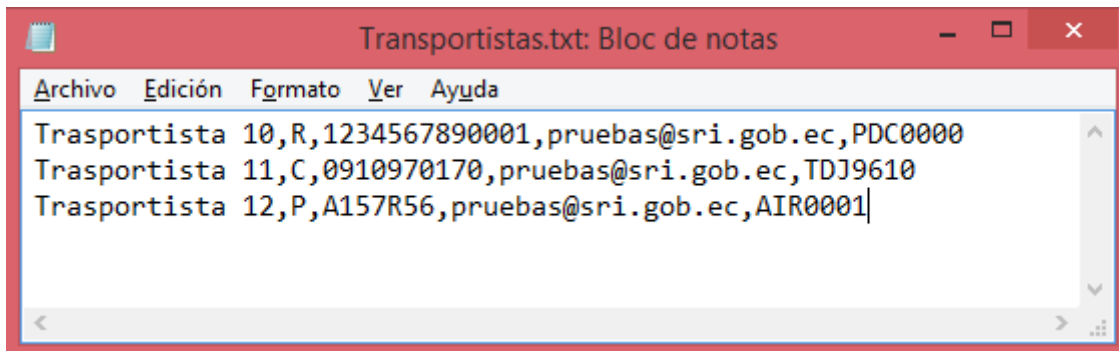 Transportistas.txt: Bloc de notas
Archivo Edición Formato Ver Ayuda
Trasportista 10,R,1234567890001,pruebas@sri.gob.ec,PDC0000
Trasportista 11,C,0910970170,pruebas@sri.gob.ec,TDJ9610
Trasportista 12,P,A157R56,pruebas@sri.gob.ec,AIR0001